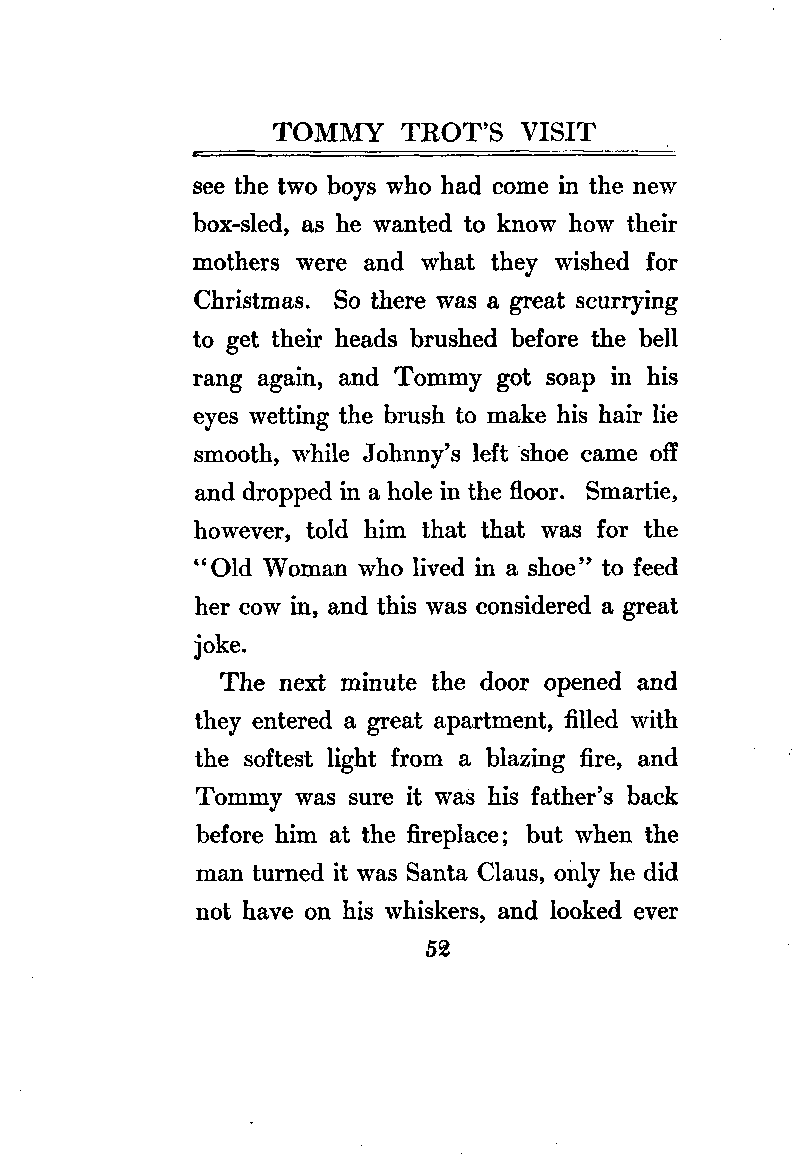 TOMMY TROT'S VISIT
see the two boys who had come in the new
box-sled, as he wanted to know how their
mothers were and what they wished for
Christmas. So there was a great scurrying
to get their heads brushed before the bell
rang again, and Tommy got soap in his
eyes wetting the brush to make his hair lie
smooth, while Johnny's left shoe came off
and dropped in a hole in the floor. Smartie,
however, told him that that was for the
"Old Woman who lived in a shoe" to feed
her cow in, and this was considered a great
joke.
The next minute the door opened and
they entered a great apartment, filled with
the softest light from a blazing fire, and
Tommy was sure it was his father's back
before him at the fireplace; but when the
man turned it was Santa Claus, only he did
not have on his whiskers, and looked ever
52